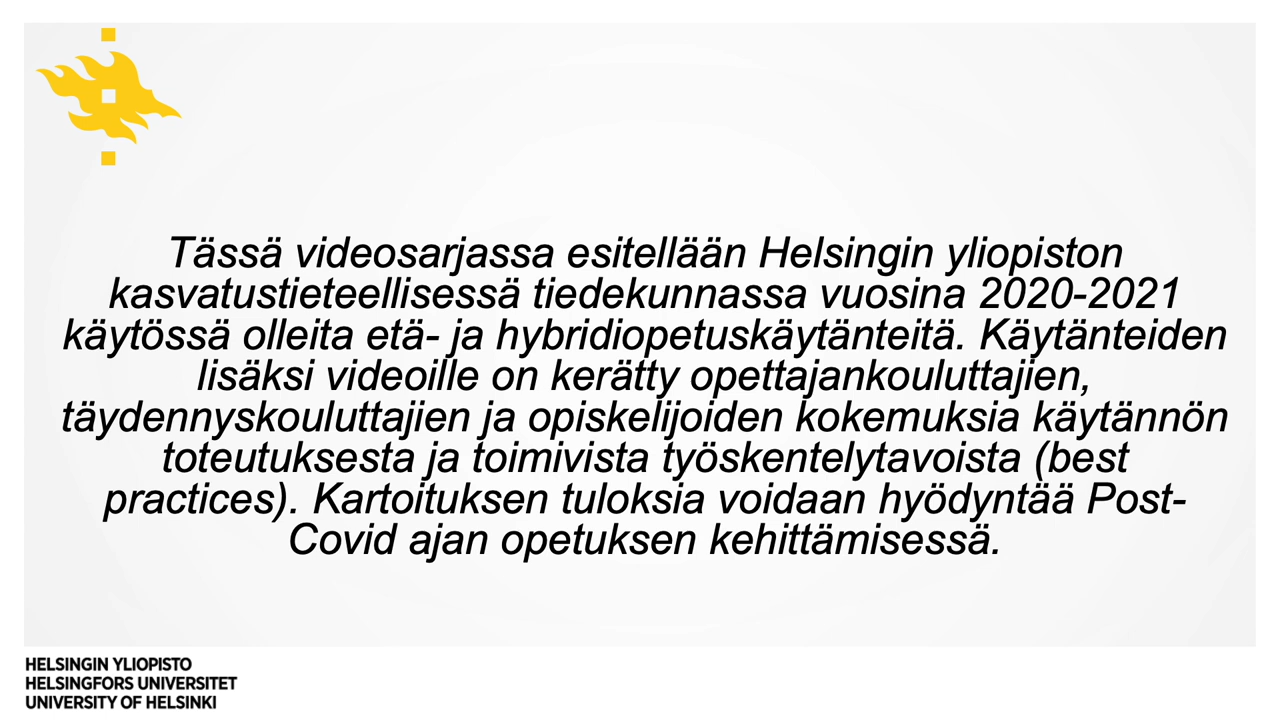 Tässä videosarjassa esitellään Helsingin yliopiston
kasvatustieteellisessä tiedekunnassa vuosina 2020-2021
käytössä olleita etä- ja hybridiopetuskäytänteitä. Käytänteiden
lisäksi videoille on kerätty opettajankouluttajien,
täydennyskouluttajien ja opiskelijoiden kokemuksia käytännön
toteutuksesta ja toimivista työskentelytavoista (best
practices). Kartoituksen tuloksia voidaan hyödyntää Post-
Covid ajan opetuksen kehittämisessä.
HELSINGIN YLIOPISTO
HELSINGFORS UNIVERSITET
UNIVERSITY OF HELSINKI